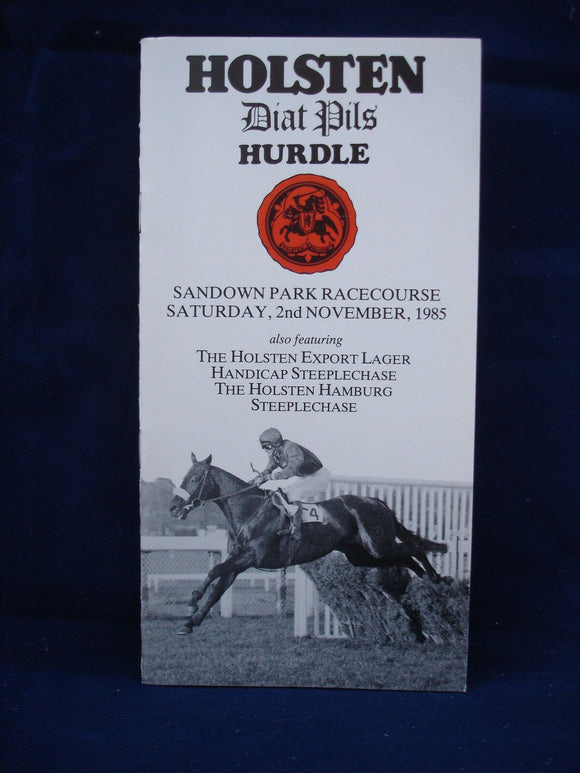 HOLSTEN
Diat Pils
HURDLE
SANDOWN PARK RACECOURSE
SATURDAY, 2nd NOVEMBER, 1985
also featuring
THE HOLSTEN EXPORT LAGER
HANDICAP STEEPLECHASE
THE HOLSTEN HAMBURG
STEEPLECHASE
4